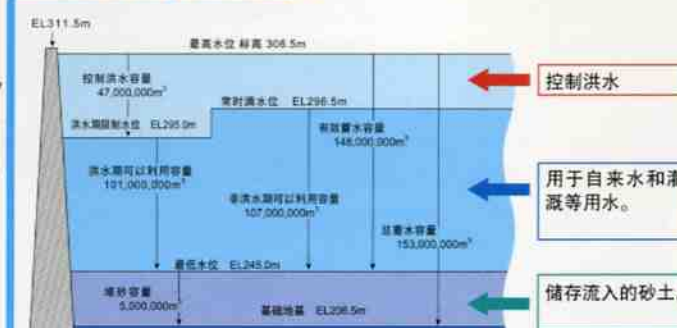 EL311.5m
最高水位 标高 308.5m
控制洪水容量
47,000,000m³
控制洪水
常时满水位 EL296.5m
洪水期限制水位 EL295.0m
有效蓄水容量
148,000,000m³
洪水期可以利用容量
101,000,000m³
用于自来水和灌
溉等用水。
非洪水期可以利用容量
107,000,000m³
总蓄水容量
153,000,000m³
最低水位 EL245.0m
堆砂容量
5,000,000m³
储存流入的砂土
基础地基 EL206.5m